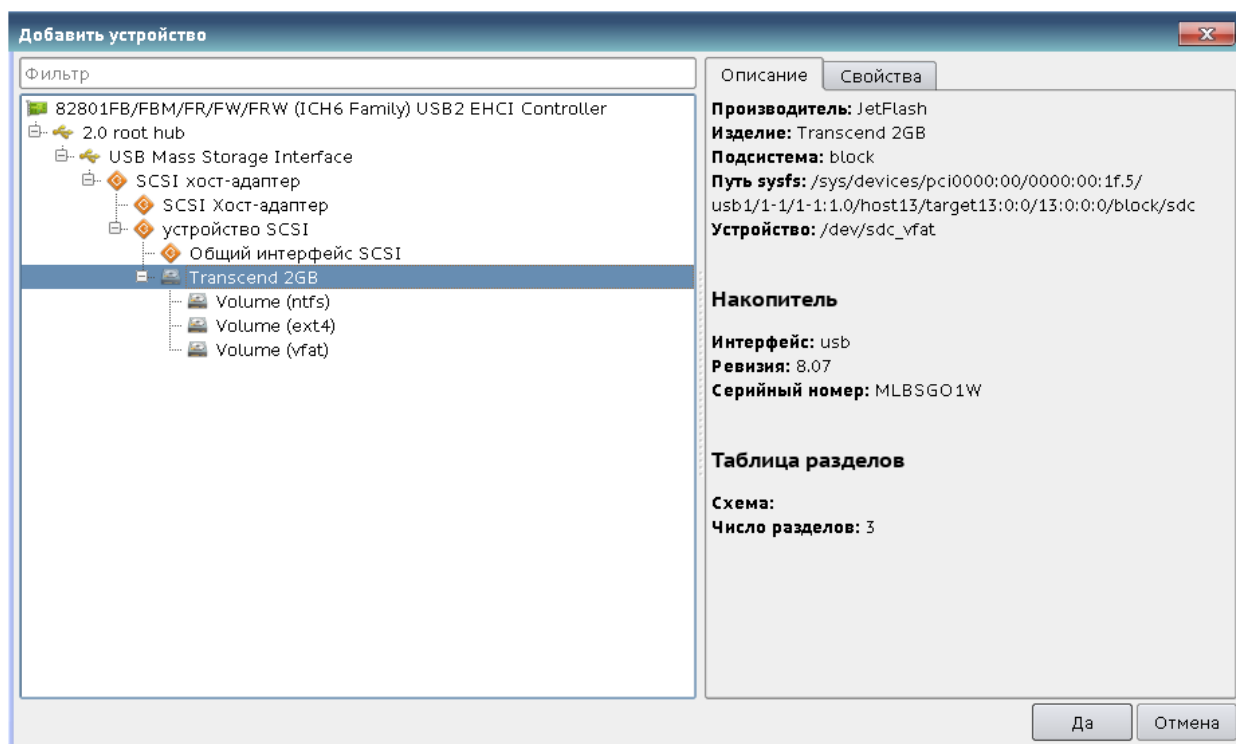 Добавить устройство
Фильтр
82801FB/FBM/FR/FW/FRW (ICH6 Family) USB2 EHCI Controller
2.0 root hub
USB Mass Storage Interface
SCSI хост-адаптер
SCSI Хост-адаптер
устройство SCSI
Общий интерфейс SCSI
Transcend 2GB
Volume (ntfs)
Volume (ext4)
Volume (vfat)
Описание
Свойства
Производитель: JetFlash
Изделие: Transcend 2GB
Подсистема: block
Путь sysfs: /sys/devices/pci0000:00/0000:00:1f.5/
usb1/1-1/1-1:1.0/host13/target13:0:0/13:0:0:0/block/sdc
Устройство: /dev/sdc_vfat
Накопитель
Интерфейс: usb
Ревизия: 8.07
Серийный номер: MLBSGO1W
Таблица разделов
Схема:
Число разделов: 3
Да
Отмена